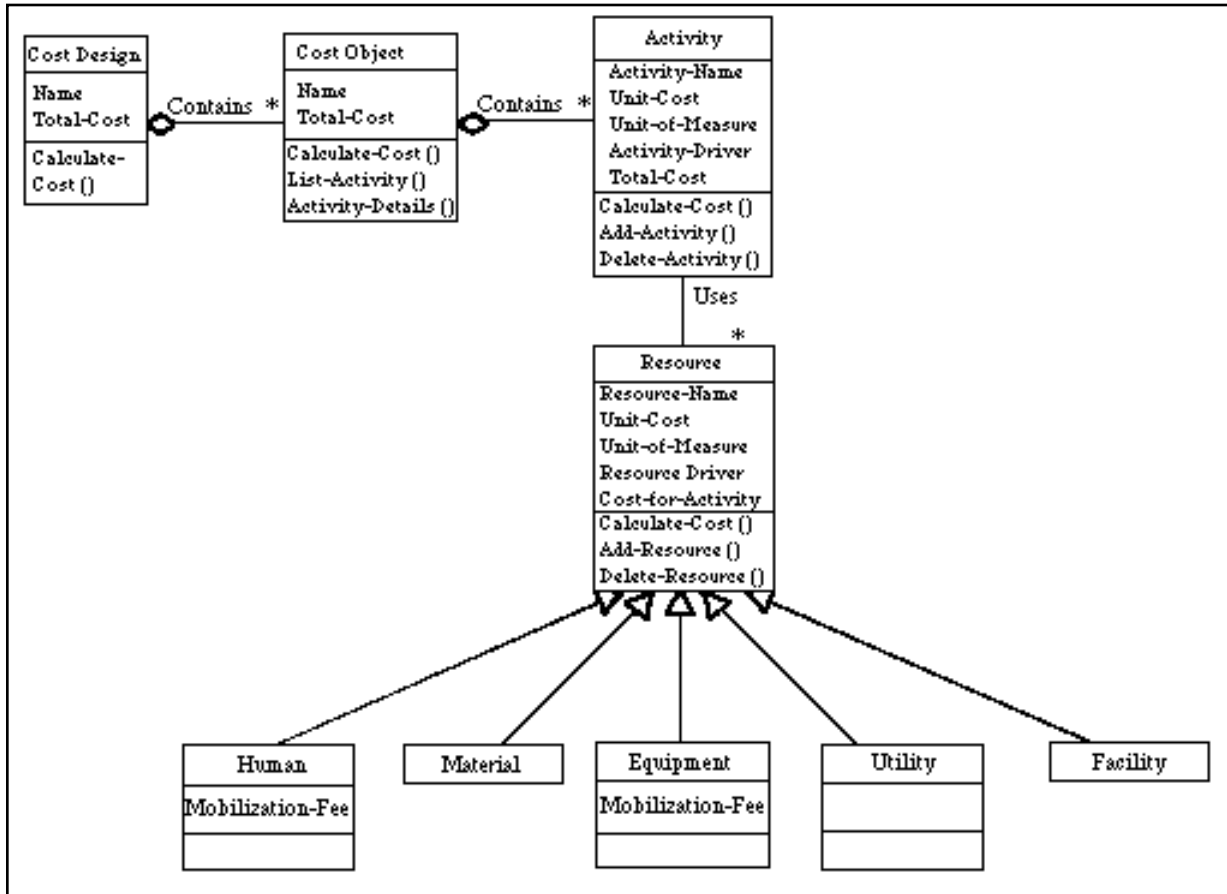 Cost Design
Name
Total-Cost
Calculate-
Cost ()
Contains *
Cost Object
Name
Total-Cost
Calculate-Cost ()
List-Activity ()
Activity-Details ()
Contains *
Activity
Activity-Name
Unit-Cost
Unit-of-Measure
Activity-Driver
Total-Cost
Calculate-Cost ()
Add-Activity ()
Delete-Activity ()
Uses
*
Resource
Resource-Name
Unit-Cost
Unit-of-Measure
Resource Driver
Cost-for-Activity
Calculate-Cost ()
Add-Resource ()
Delete-Resource ()
Human
Mobilization-Fee
Material
Equipment
Mobilization-Fee
Utility
Facility